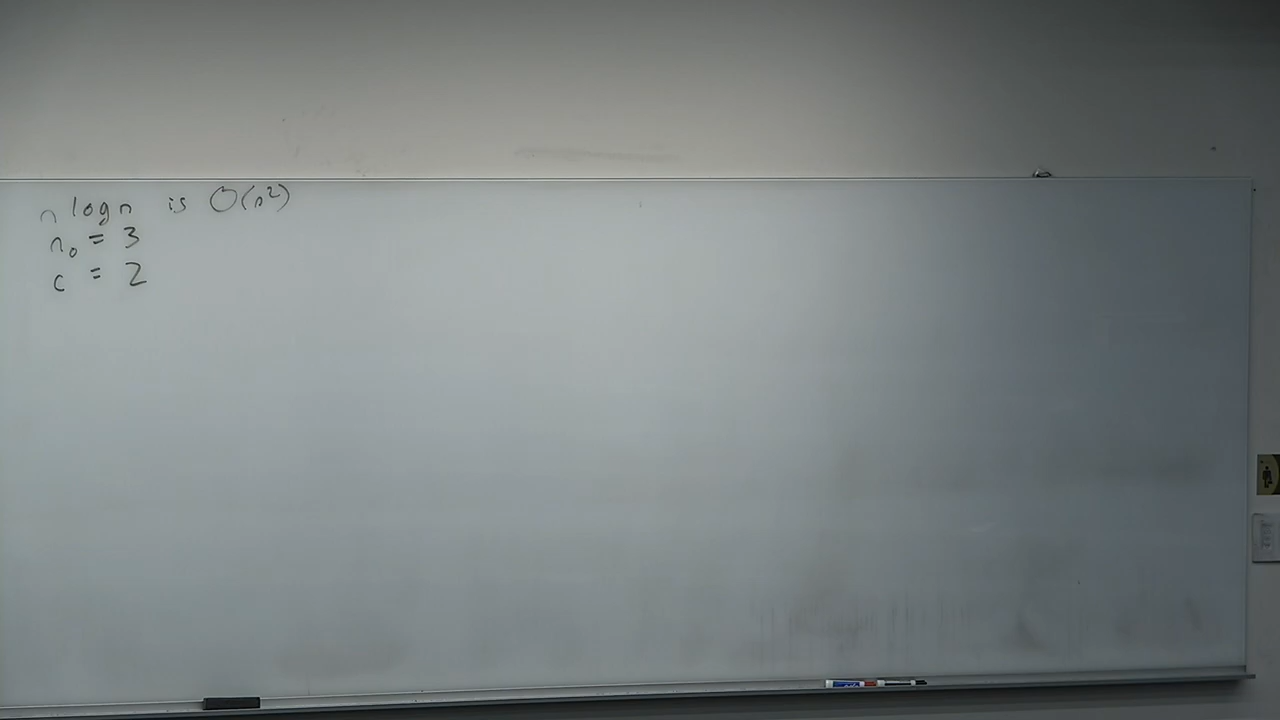 n log n is O(n²)
n₀ = 3
c = 2